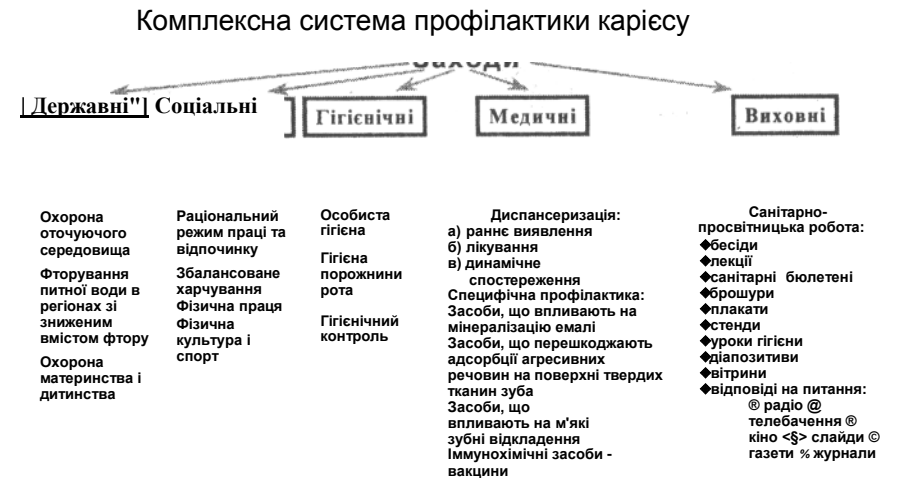 Комплексна система профілактики карієсу
Заходи
| Державні"] Соціальні
Гігієнічні
Медичні
Виховні
Охорона
оточуючого
середовища
Фторування
питної води в
регіонах зі
зниженим
вмістом фтору
Охорона
материнства і
дитинства
Раціональний
режим праці та
відпочинку
Збалансоване
харчування
Фізична праця
Фізична
культура і
спорт
Особиста
гігієна
Гігієна
порожнини
рота
Гігієнічний
контроль
Диспансеризація:
а) раннє виявлення
б) лікування
в) динамічне
спостереження
Специфічна профілактика:
Засоби, що впливають на
мінералізацію емалі
Засоби, що перешкоджають
адсорбції агресивних
речовин на поверхні твердих
тканин зуба
Засоби, що
впливають на м'які
зубні відкладення
Іммунохімічні засоби -
вакцини
Санітарно-
просвітницька робота:
◆бесіди
◆лекції
◆санітарні бюлетені
◆брошури
◆плакати
◆стенди
◆уроки гігієни
◆діапозитиви
◆вітрини
◆відповіді на питання:
® радіо @
телебачення ®
кіно <§> слайди ©
газети % журнали